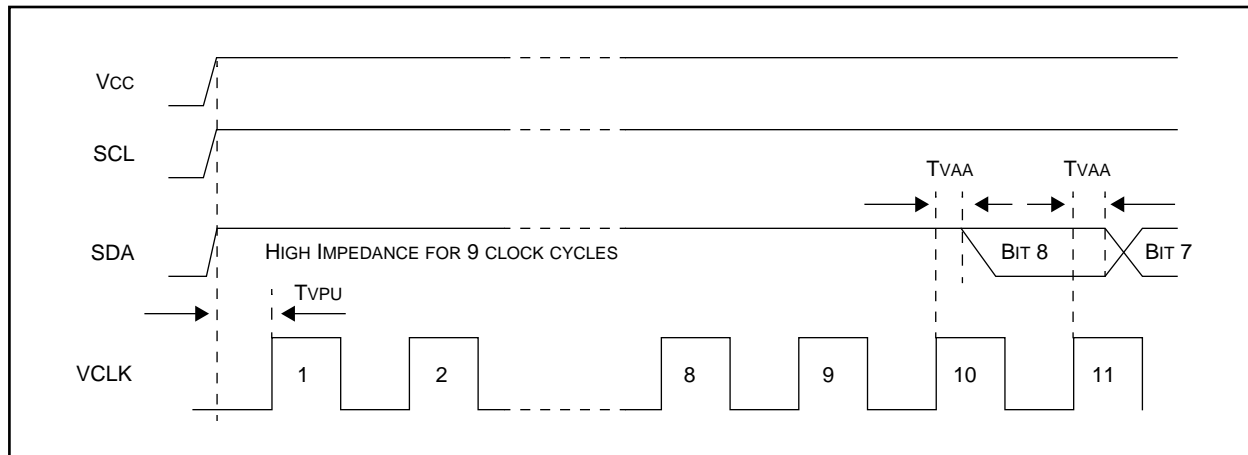 VCC
SCL
TVAA TVAA
SDA HIGH IMPEDANCE FOR 9 CLOCK CYCLES BIT 8 BIT 7
TVPU
VCLK 1 2 8 9 10 11